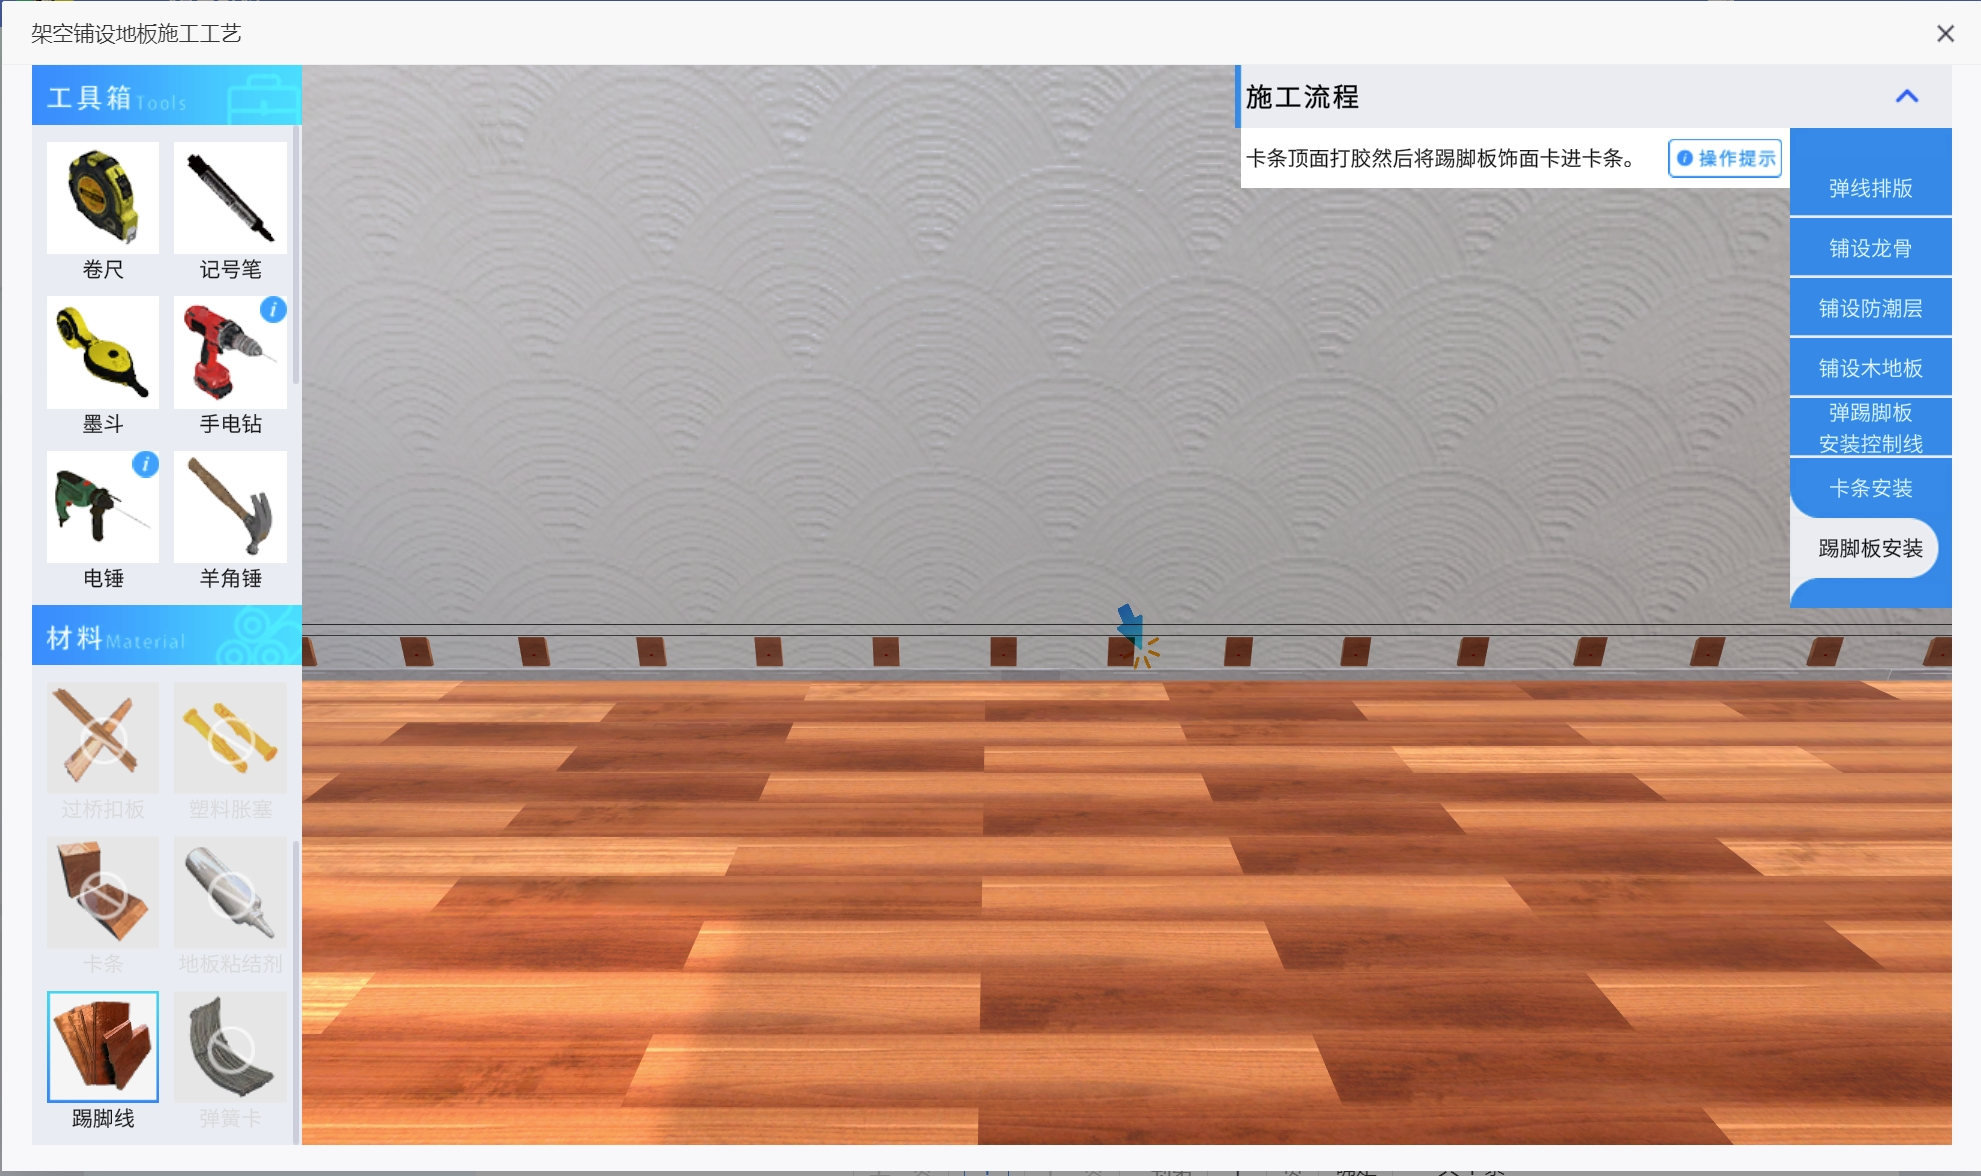 架空铺设地板施工工艺
工具箱 Tools
卷尺
记号笔
墨斗
手电钻
电锤
羊角锤
材料 Material
过桥扣板
塑料胀塞
卡条
地板粘结剂
踢脚线
弹簧卡
施工流程
卡条顶面打胶然后将踢脚板饰面卡进卡条。
操作提示
弹线排版
铺设龙骨
铺设防潮层
铺设木地板
弹踢脚板
安装控制线
卡条安装
踢脚板安装